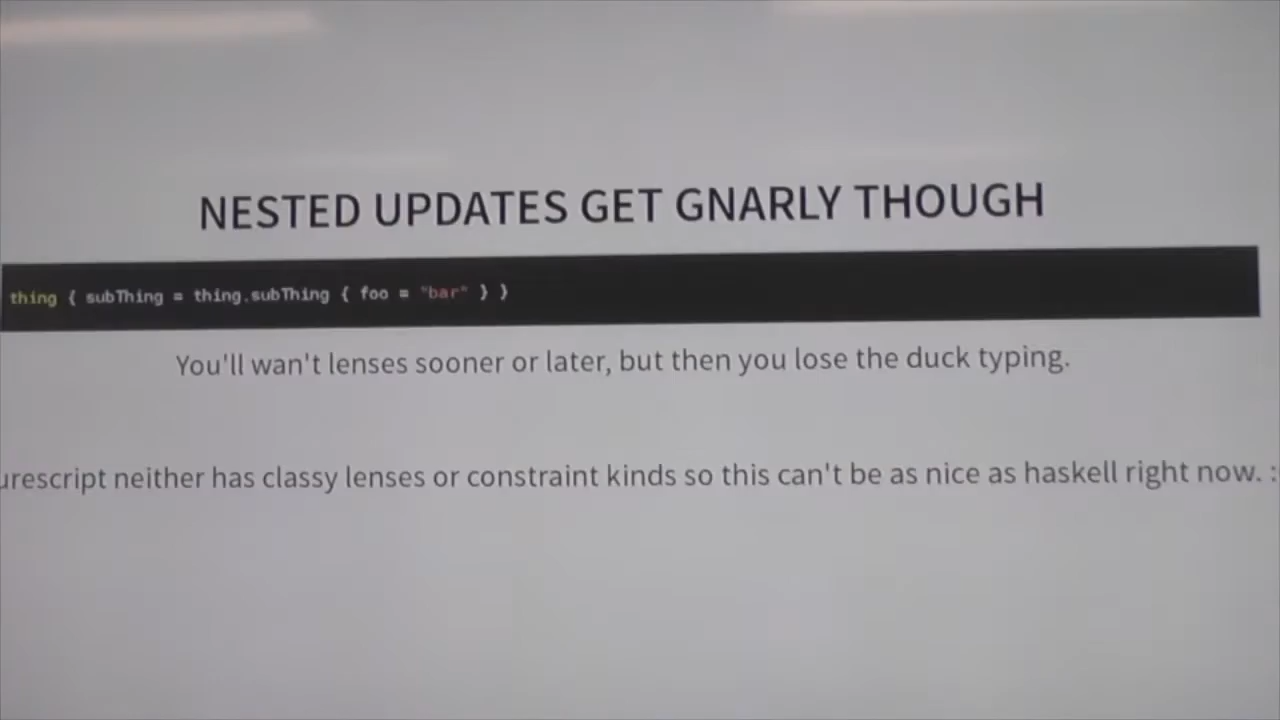 NESTED UPDATES GET GNARLY THOUGH
thing { subThing = thing.subThing { foo = "bar" } }
You'll wan't lenses sooner or later, but then you lose the duck typing.
urescript neither has classy lenses or constraint kinds so this can't be as nice as haskell right now. :